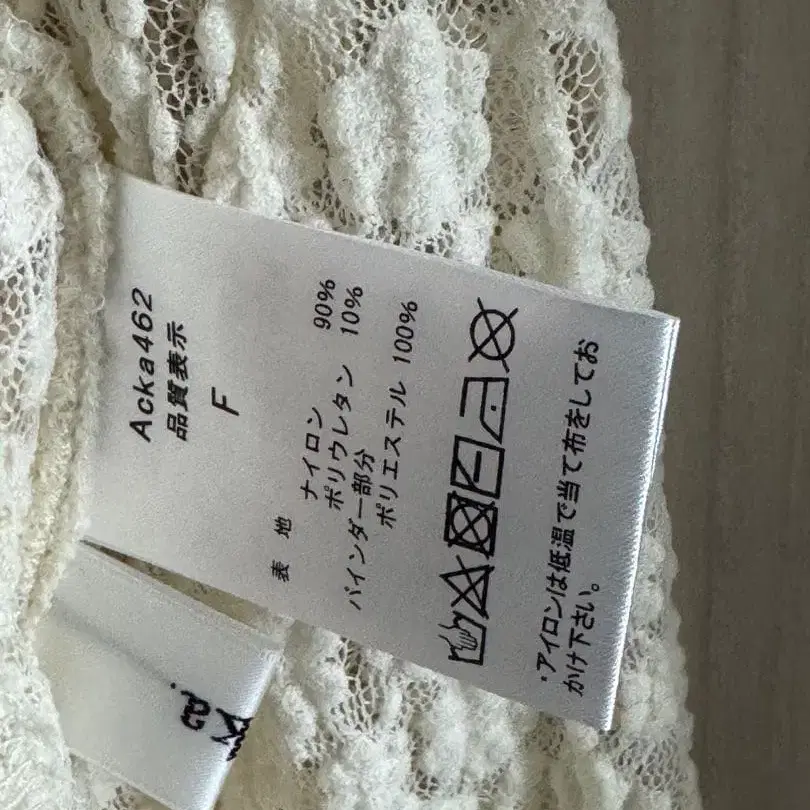 Acka462
品質表示
F
表 地
ナイロン 90%
ポリウレタン 10%
バインダー部分
ポリエステル 100%
・アイロンは低温で当て布をしてお
かけ下さい。